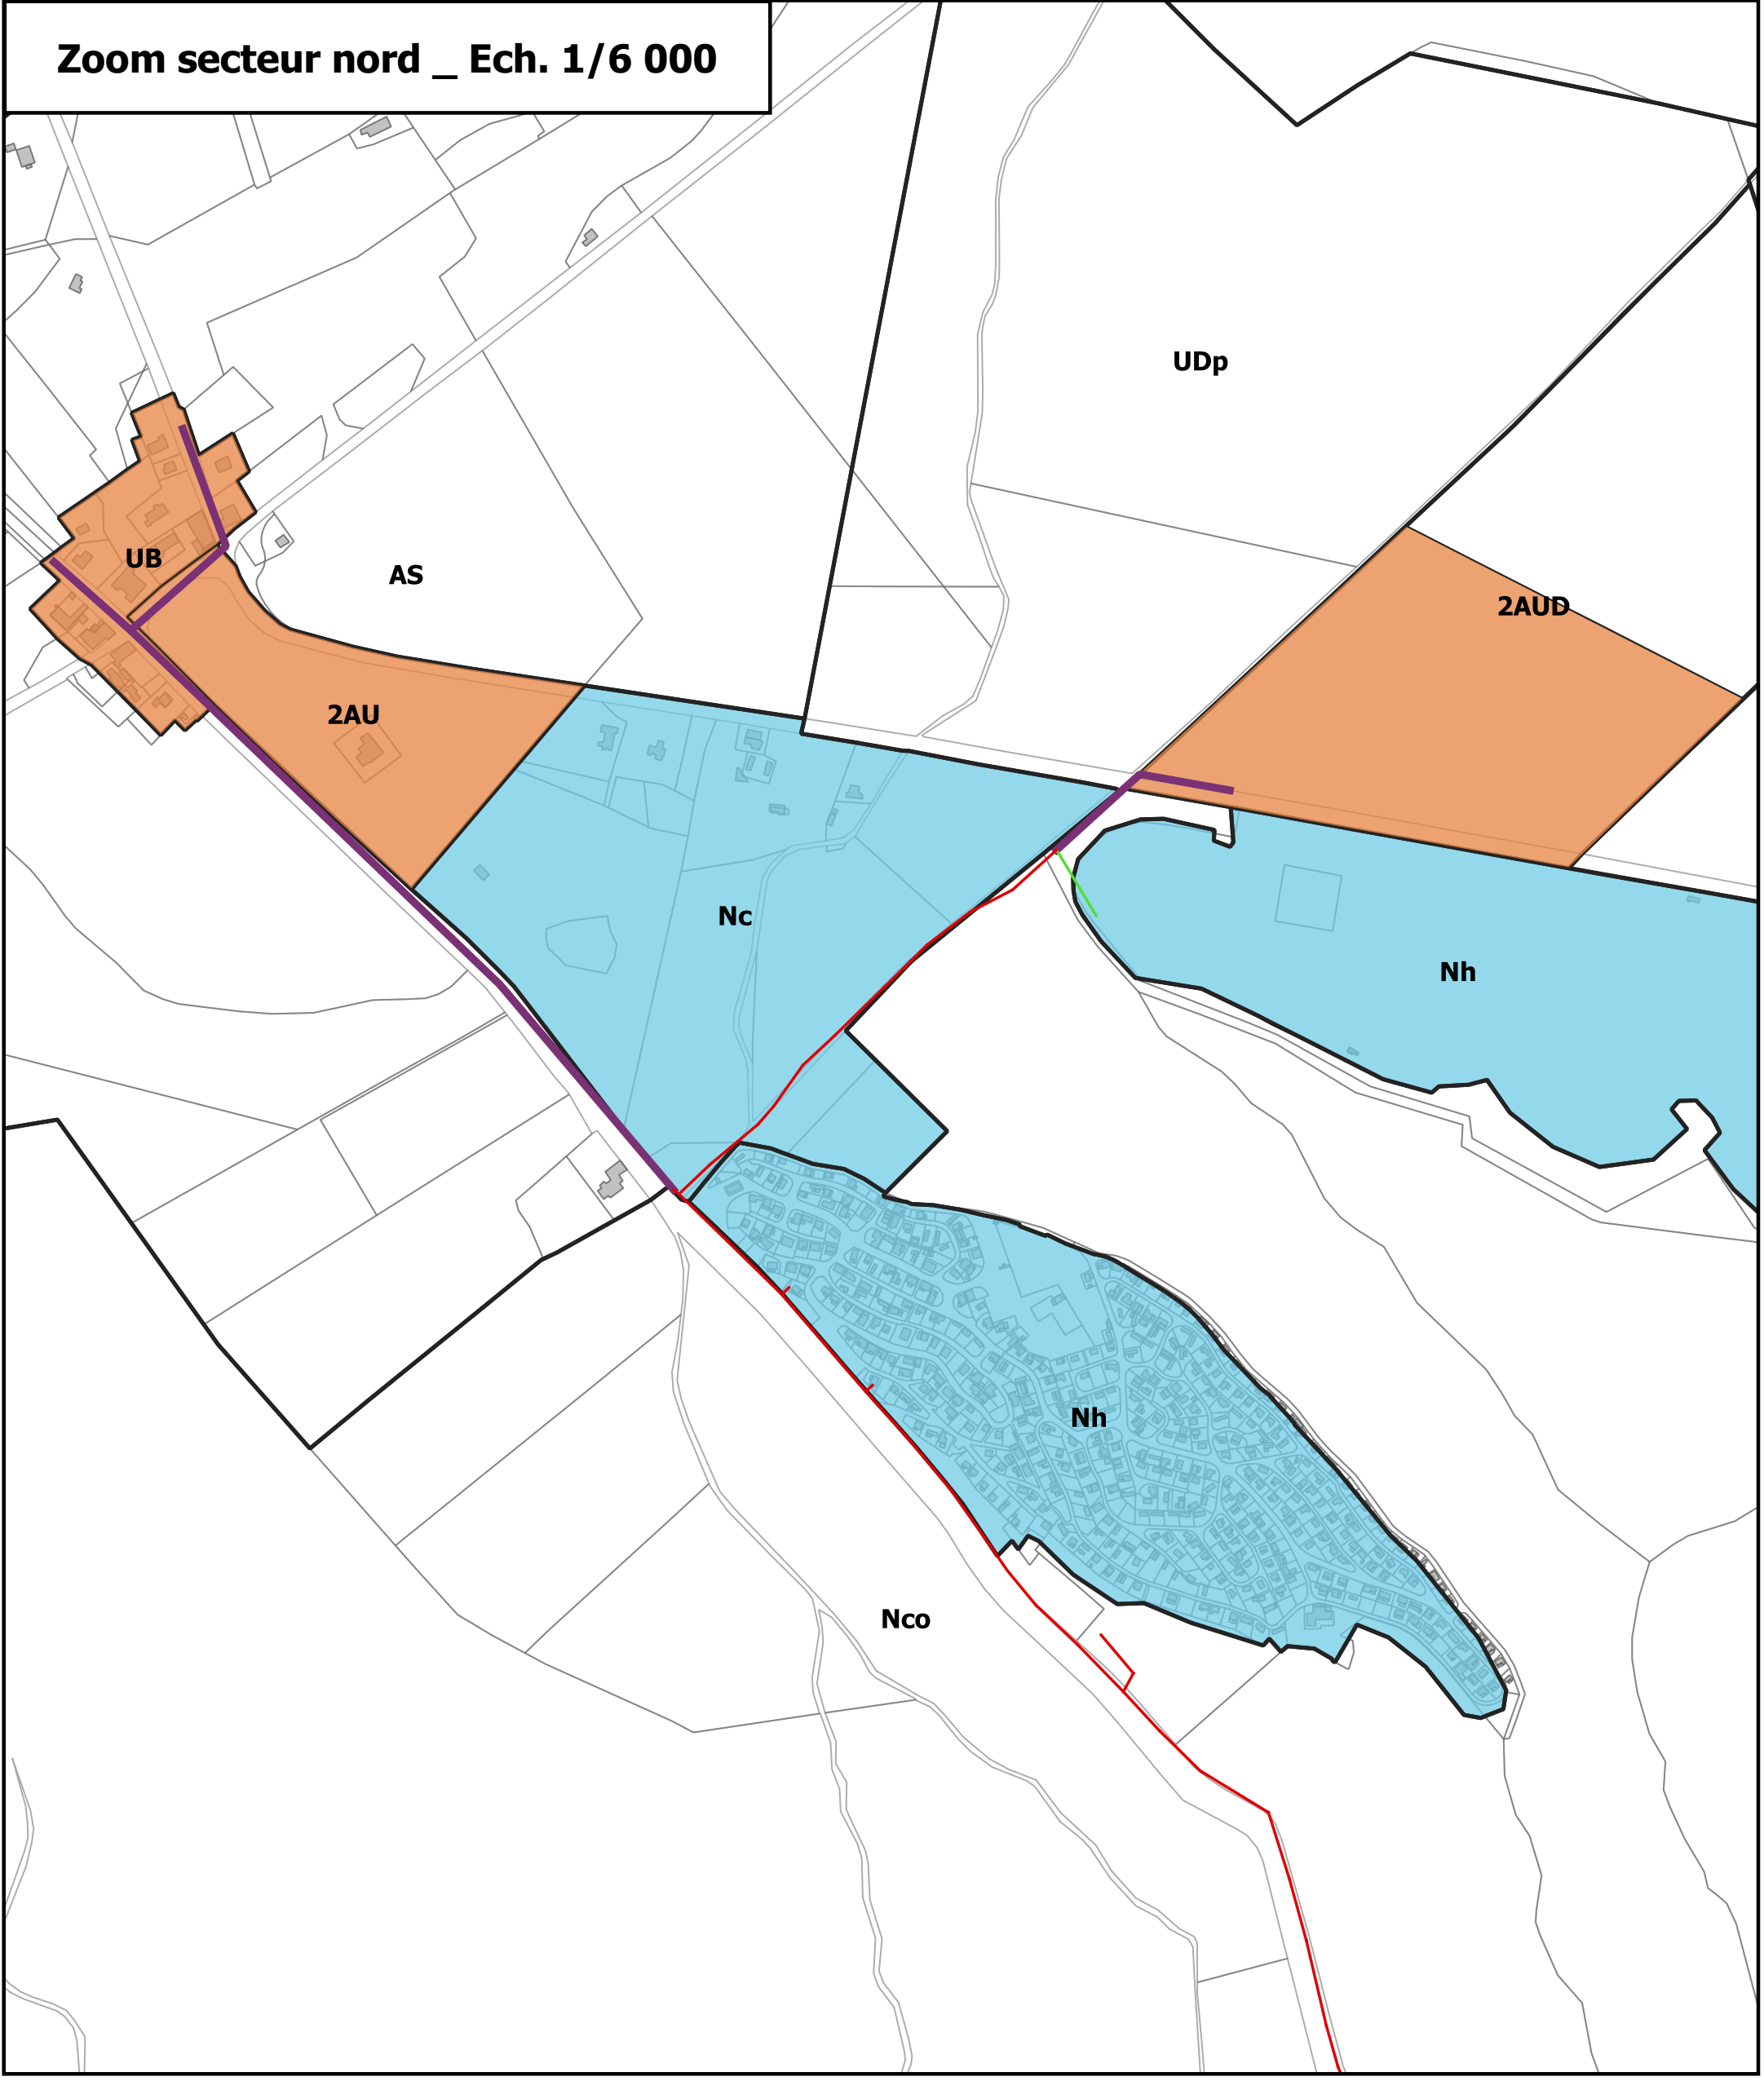 Zoom secteur nord _ Ech. 1/6 000
UDp
UB
AS
2AUD
2AU
Nc
Nh
Nh
Nco